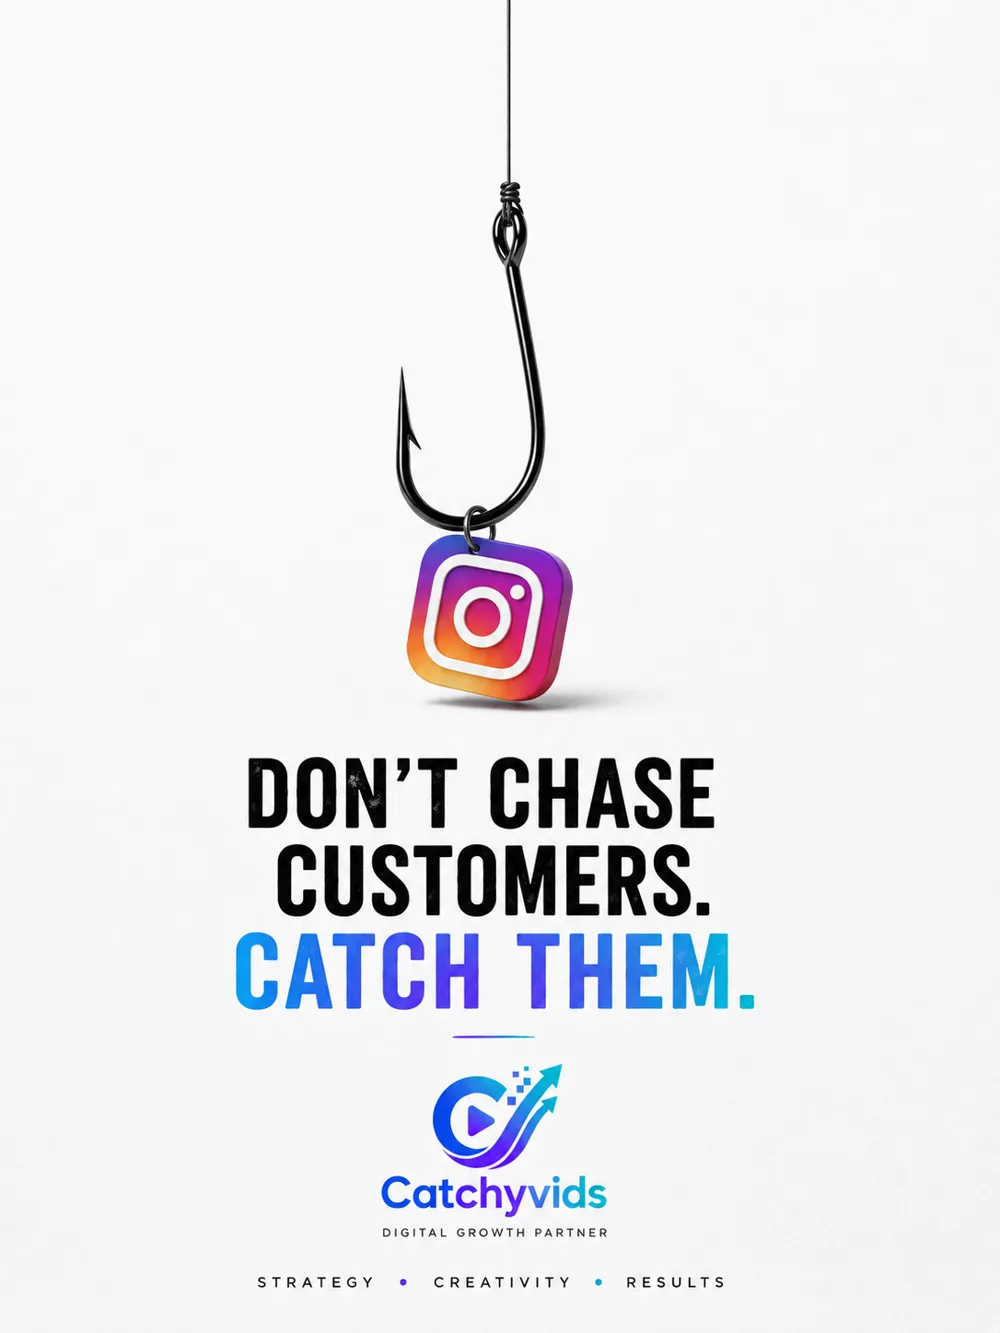 DON’T CHASE
CUSTOMERS.
CATCH THEM.
Catchyvids
DIGITAL GROWTH PARTNER
STRATEGY • CREATIVITY • RESULTS